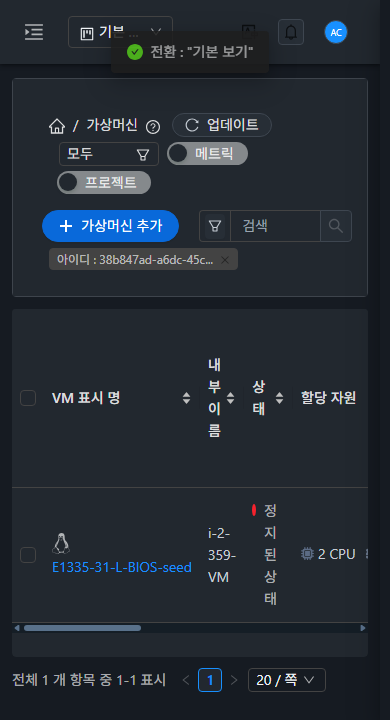 기본 ...
전환 : "기본 보기"
AC
/ 가상머신
업데이트
모두
메트릭
프로젝트
가상머신 추가
검색
아이디 : 38b847ad-a6dc-45c...
VM 표시 명
내
부
이
름
상
태
할당 자원
E1335-31-L-BIOS-seed
i-2-
359-
VM
정
지
된
상
태
2 CPU
전체 1 개 항목 중 1-1 표시
1
20 / 쪽